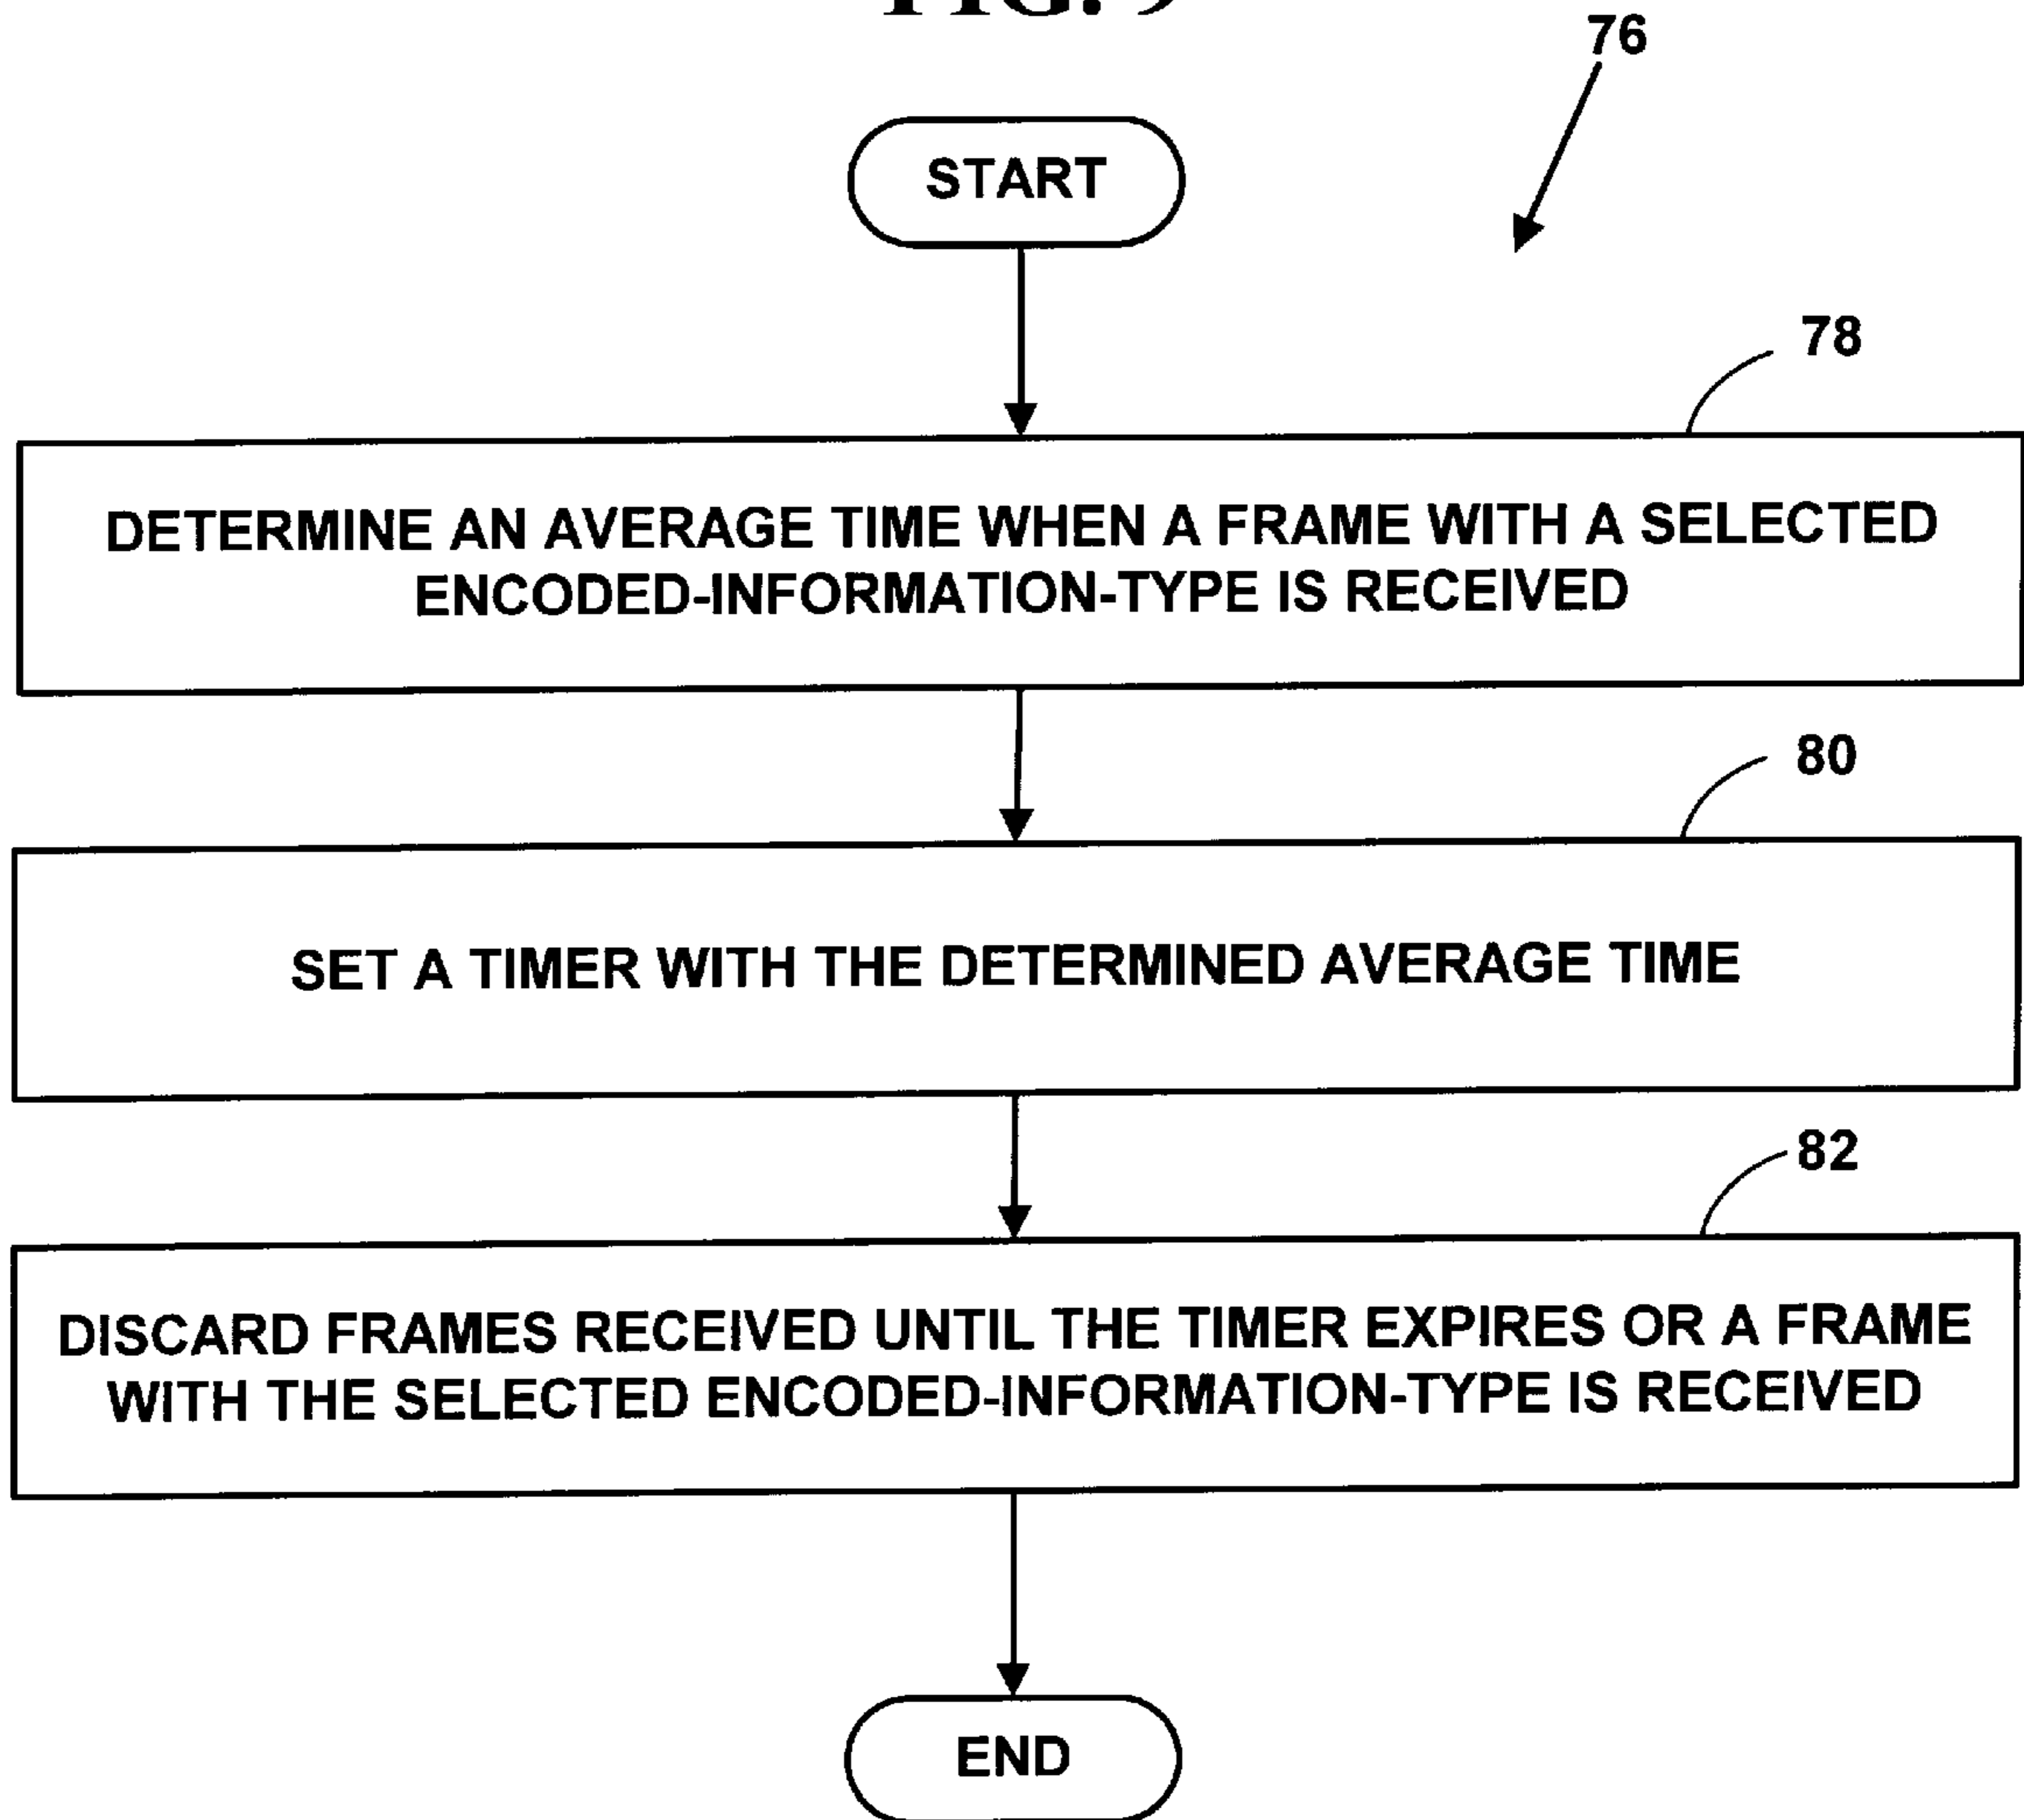 76
START
78
DETERMINE AN AVERAGE TIME WHEN A FRAME WITH A SELECTED
ENCODED-INFORMATION-TYPE IS RECEIVED
80
SET A TIMER WITH THE DETERMINED AVERAGE TIME
82
DISCARD FRAMES RECEIVED UNTIL THE TIMER EXPIRES OR A FRAME
WITH THE SELECTED ENCODED-INFORMATION-TYPE IS RECEIVED
END